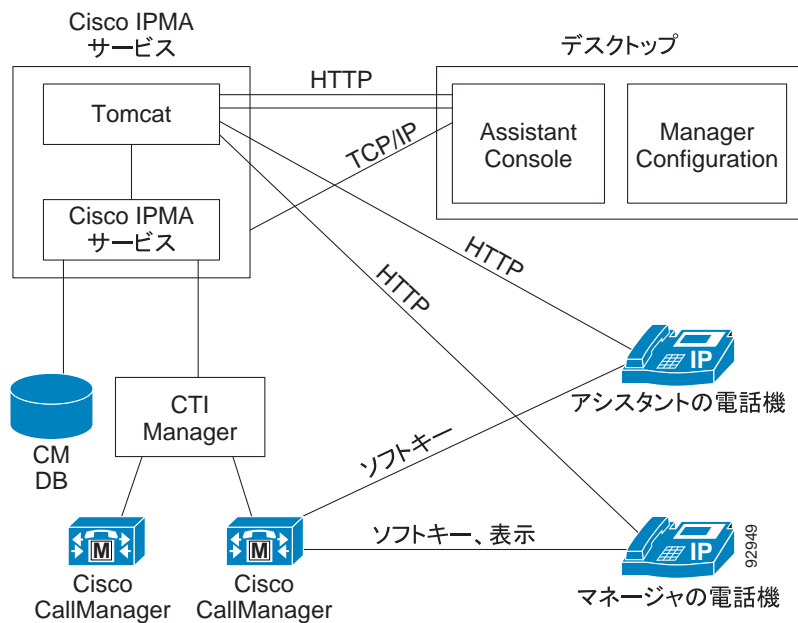 Cisco IPMA
サービス
デスクトップ
HTTP
Tomcat
Assistant
Console
Manager
Configuration
TCP/IP
Cisco IPMA
サービス
HTTP
HTTP
IP
アシスタントの電話機
CTI
Manager
CM
DB
ソフトキー
M
Cisco
CallManager
M
Cisco
CallManager
ソフトキー、表示
IP
マネージャの電話機
92949